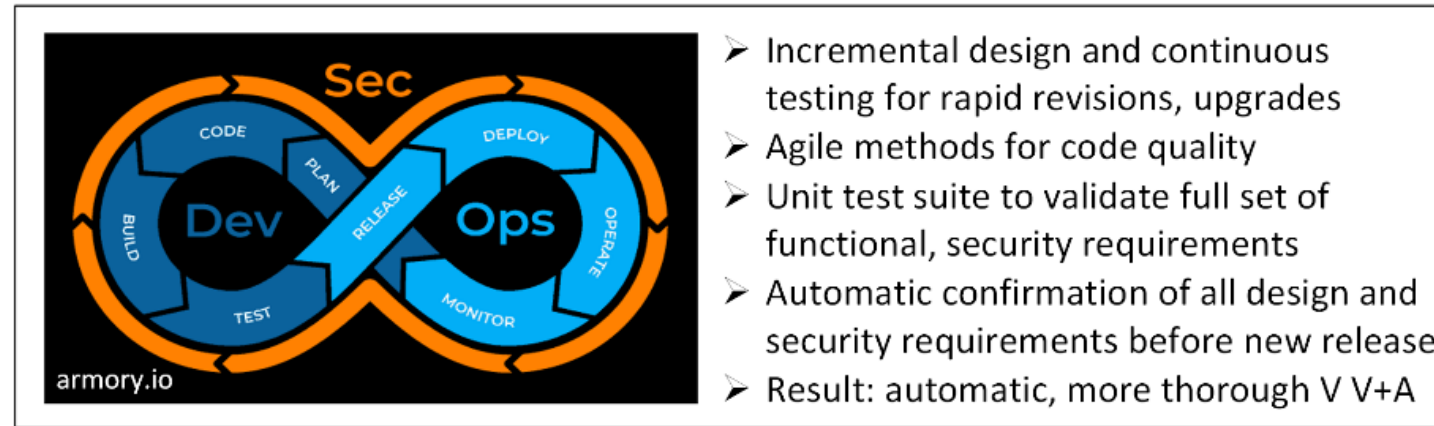 Sec
CODE
PLAN
DEPLOY
Dev
RELEASE
Ops
BUILD
OPERATE
TEST
MONITOR
armory.io
➢ Incremental design and continuous
testing for rapid revisions, upgrades
➢ Agile methods for code quality
➢ Unit test suite to validate full set of
functional, security requirements
➢ Automatic confirmation of all design and
security requirements before new release
➢ Result: automatic, more thorough V V+A